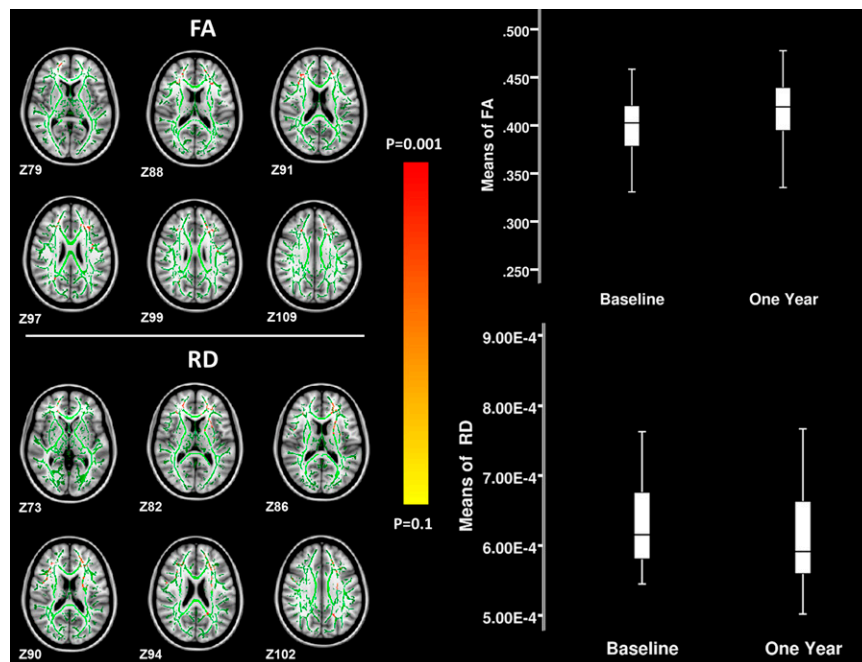 FA
Z79
Z88
Z91
Z97
Z99
Z109
RD
Z73
Z82
Z86
Z90
Z94
Z102
P=0.001
P=0.1
Means of FA
.500
.450
.400
.350
.300
.250
Baseline
One Year
Means of RD
9.00E-4
8.00E-4
7.00E-4
6.00E-4
5.00E-4
Baseline
One Year